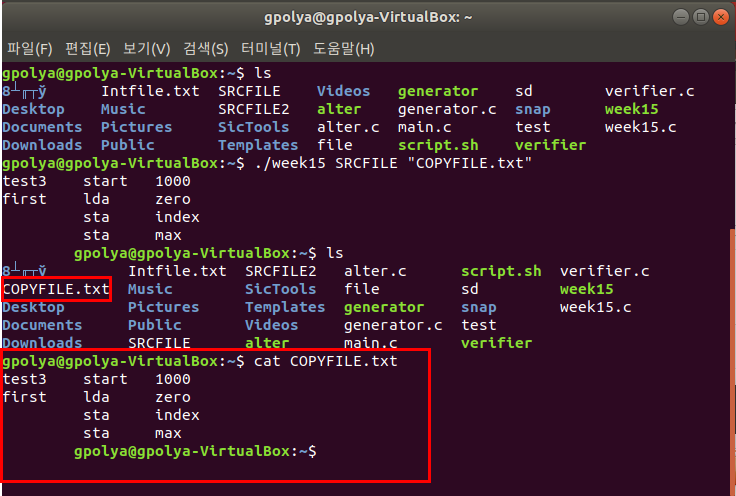 gpolya@gpolya-VirtualBox: ~
파일(F) 편집(E) 보기(V) 검색(S) 터미널(T) 도움말(H)
gpolya@gpolya-VirtualBox:~$ ls
Intfile.txt SRCFILE Videos generator sd verifier.c
Desktop Music SRCFILE2 alter generator.c snap week15
Documents Pictures SicTools alter.c main.c test week15.c
Downloads Public Templates file script.sh verifier
gpolya@gpolya-VirtualBox:~$ ./week15 SRCFILE "COPYFILE.txt"
test3 start 1000
first lda zero
sta index
sta max
gpolya@gpolya-VirtualBox:~$ ls
Intfile.txt SRCFILE2 alter.c script.sh verifier.c
COPYFILE.txt Music SicTools file sd week15
Desktop Pictures Templates generator snap week15.c
Documents Public Videos generator.c test
Downloads SRCFILE alter main.c verifier
gpolya@gpolya-VirtualBox:~$ cat COPYFILE.txt
test3 start 1000
first lda zero
sta index
sta max
gpolya@gpolya-VirtualBox:~$